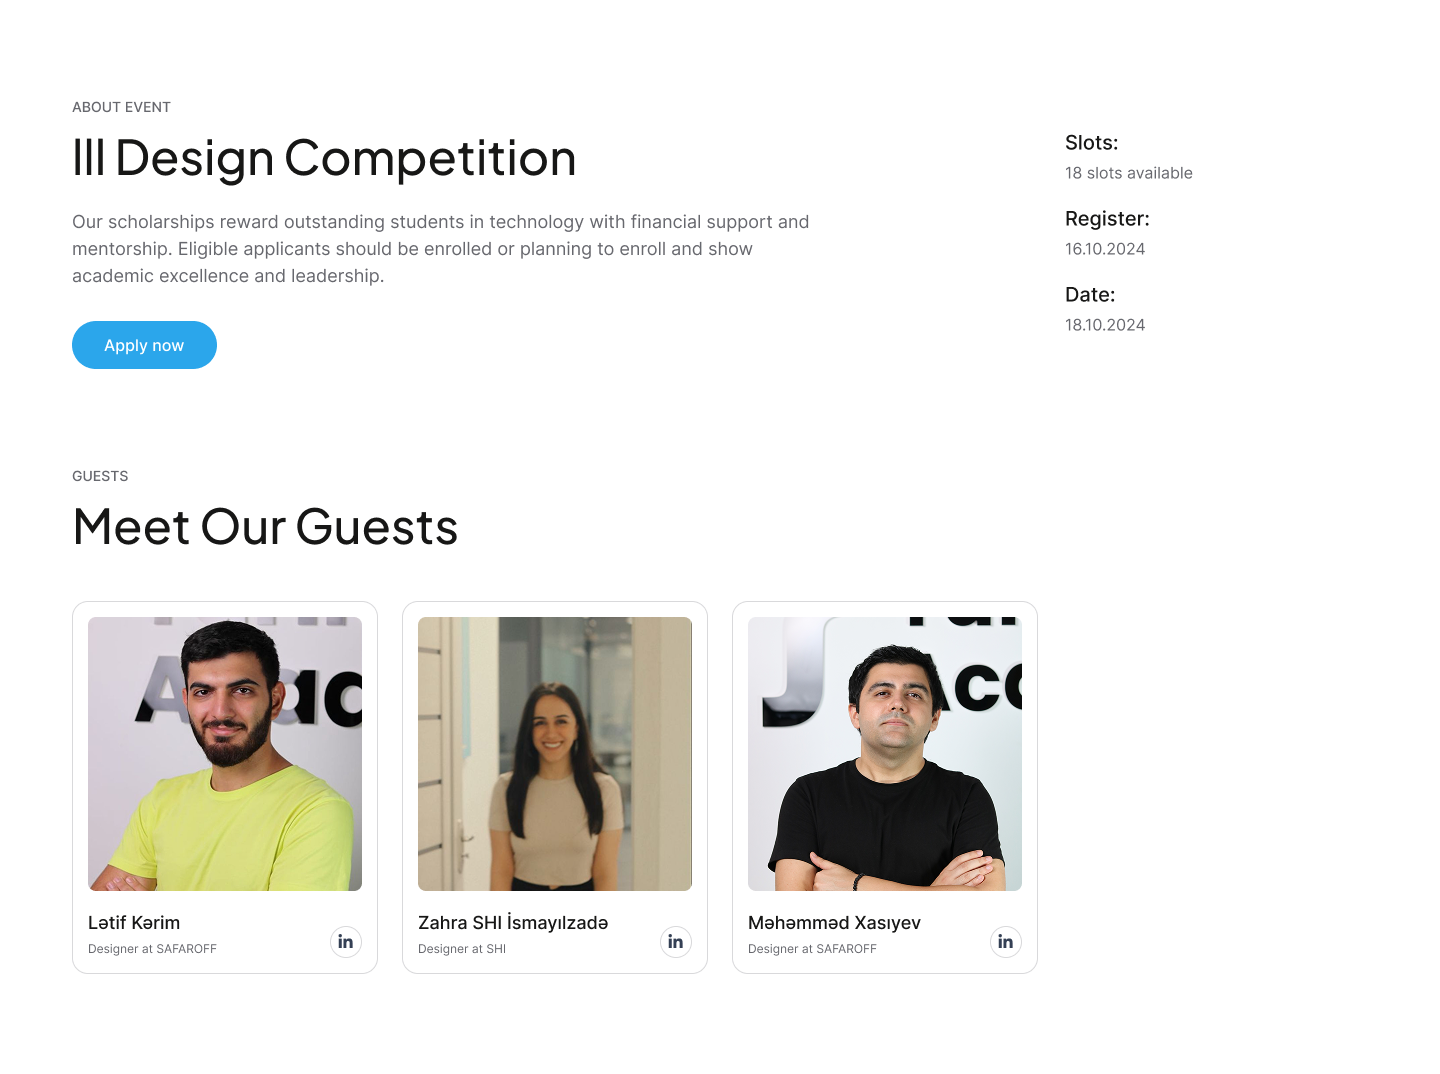 ABOUT EVENT
lll Design Competition
Our scholarships reward outstanding students in technology with financial support and
mentorship. Eligible applicants should be enrolled or planning to enroll and show
academic excellence and leadership.
Apply now
Slots:
18 slots available
Register:
16.10.2024
Date:
18.10.2024
GUESTS
Meet Our Guests
Lətif Kərim
Designer at SAFAROFF
in
Zahra SHI İsmayılzadə
Designer at SHI
in
Məhəmməd Xasıyev
Designer at SAFAROFF
in